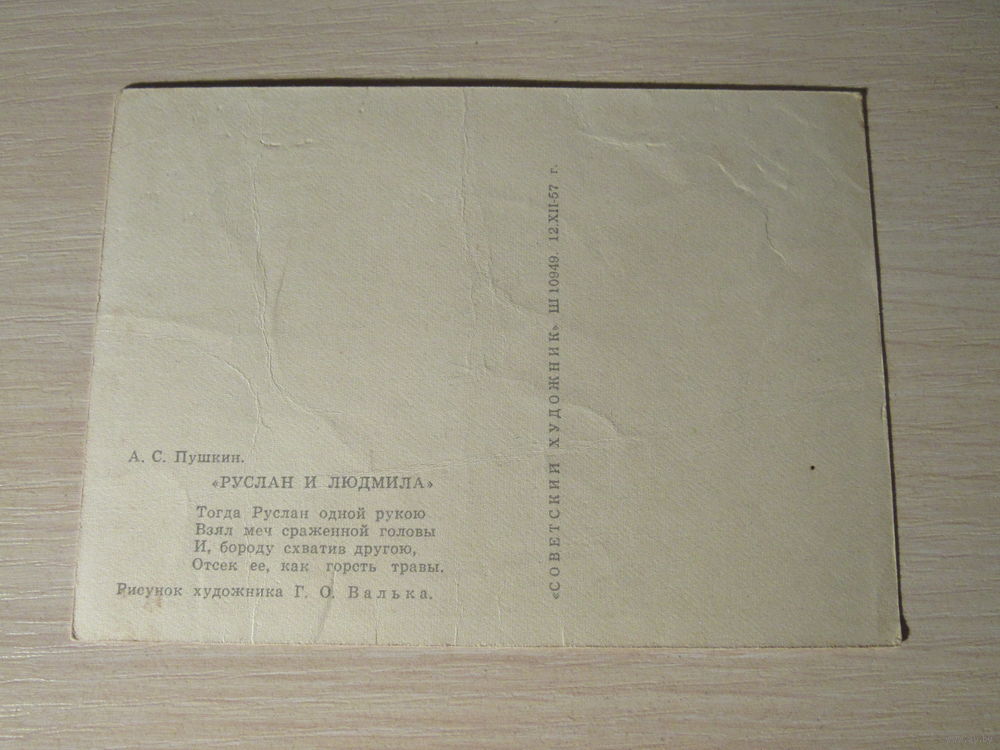 А. С. Пушкин.
«РУСЛАН И ЛЮДМИЛА»
Тогда Руслан одной рукою
Взял меч сраженной головы
И, бороду схватив другою,
Отсек ее, как горсть травы.
Рисунок художника Г. О. Валька.
«СОВЕТСКИЙ ХУДОЖНИК» Ш 10949. 12.XII-57 г.